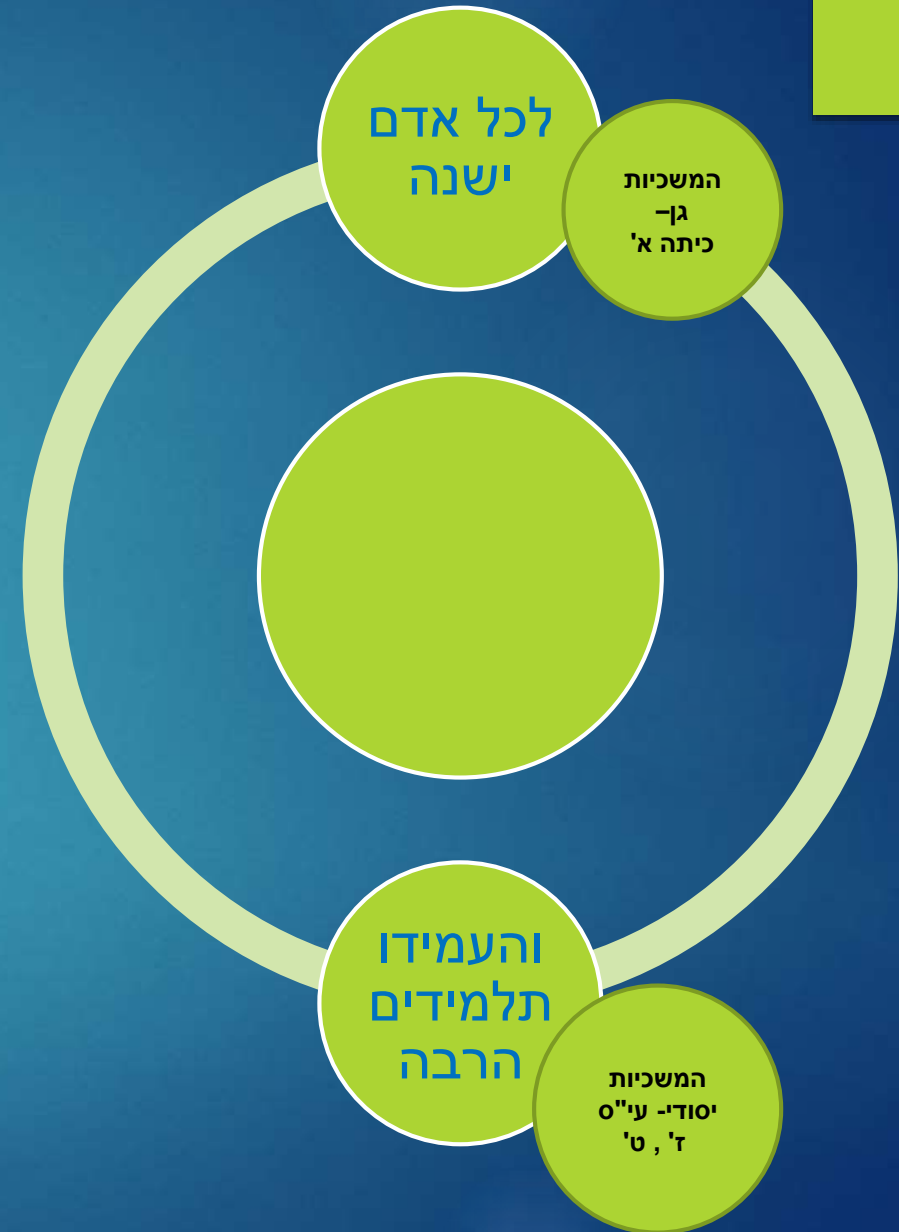 לכל אדם
ישנה
המשכיות
גן–
כיתה א'
והעמידו
תלמידים
הרבה
המשכיות
יסודי- עי"ס
ז' , ט'